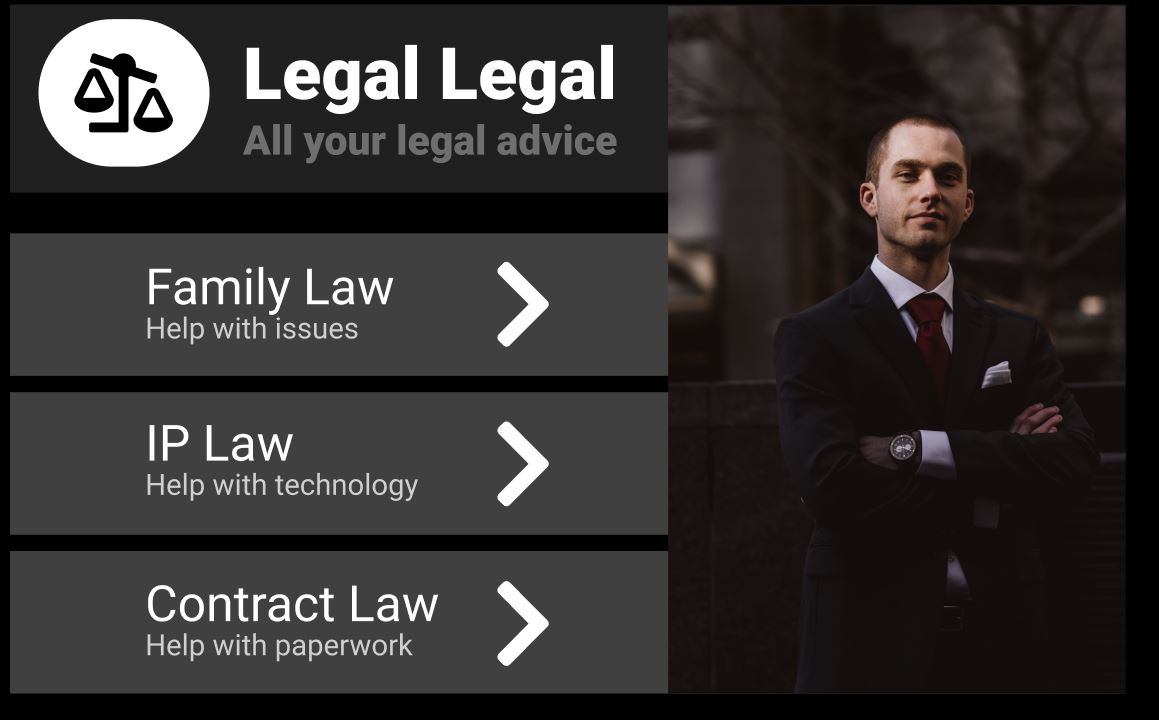 Legal Legal
All your legal advice
Family Law
Help with issues
IP Law
Help with technology
Contract Law
Help with paperwork